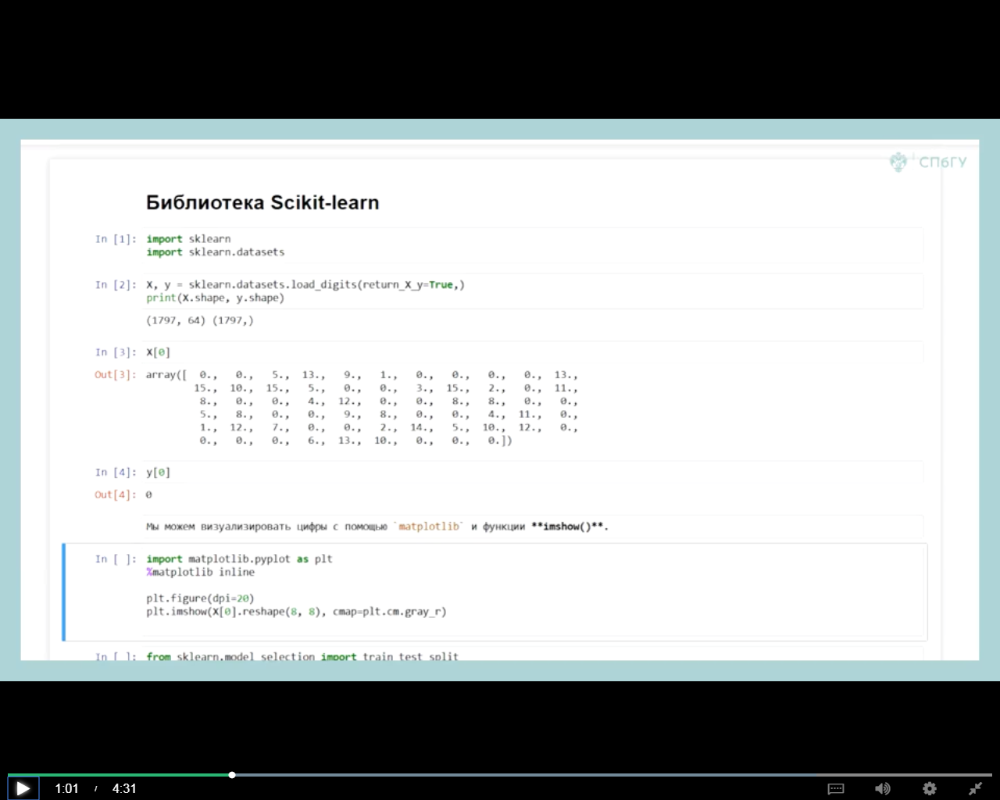 СПбГУ
Библиотека Scikit-learn
In [1]: import sklearn
import sklearn.datasets
In [2]: X, y = sklearn.datasets.load_digits(return_X_y=True,)
print(X.shape, y.shape)
(1797, 64) (1797,)
In [3]: X[0]
Out[3]: array([ 0., 0., 5., 13., 9., 1., 0., 0., 0., 0., 13.,
15., 10., 15., 5., 0., 0., 3., 15., 2., 0., 11.,
8., 0., 0., 4., 12., 0., 0., 8., 8., 0., 0.,
5., 8., 0., 0., 9., 8., 0., 0., 4., 11., 0.,
1., 12., 7., 0., 0., 2., 14., 5., 10., 12., 0.,
0., 0., 0., 6., 13., 10., 0., 0., 0.])
In [4]: y[0]
Out[4]: 0
Мы можем визуализировать цифры с помощью `matplotlib` и функции **imshow()**.
In [ ]: import matplotlib.pyplot as plt
%matplotlib inline
plt.figure(dpi=20)
plt.imshow(X[0].reshape(8, 8), cmap=plt.cm.gray_r)
In [ ]: from sklearn.model_selection import train_test_split
1:01 / 4:31